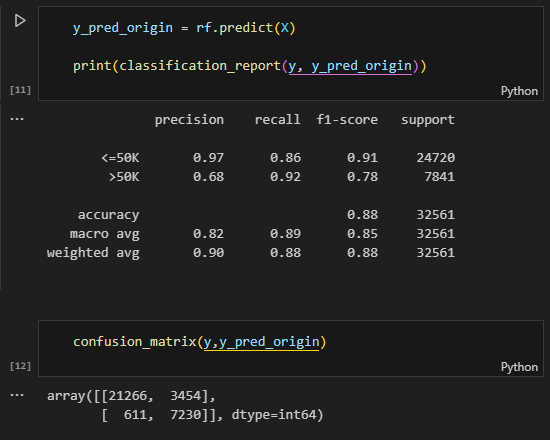 y_pred_origin = rf.predict(X)
print(classification_report(y, y_pred_origin))
[11]
Python
...
precision recall f1-score support
<=50K 0.97 0.86 0.91 24720
>50K 0.68 0.92 0.78 7841
accuracy 0.88 32561
macro avg 0.82 0.89 0.85 32561
weighted avg 0.90 0.88 0.88 32561
confusion_matrix(y,y_pred_origin)
[12]
Python
...
array([[21266, 3454],
[ 611, 7230]], dtype=int64)